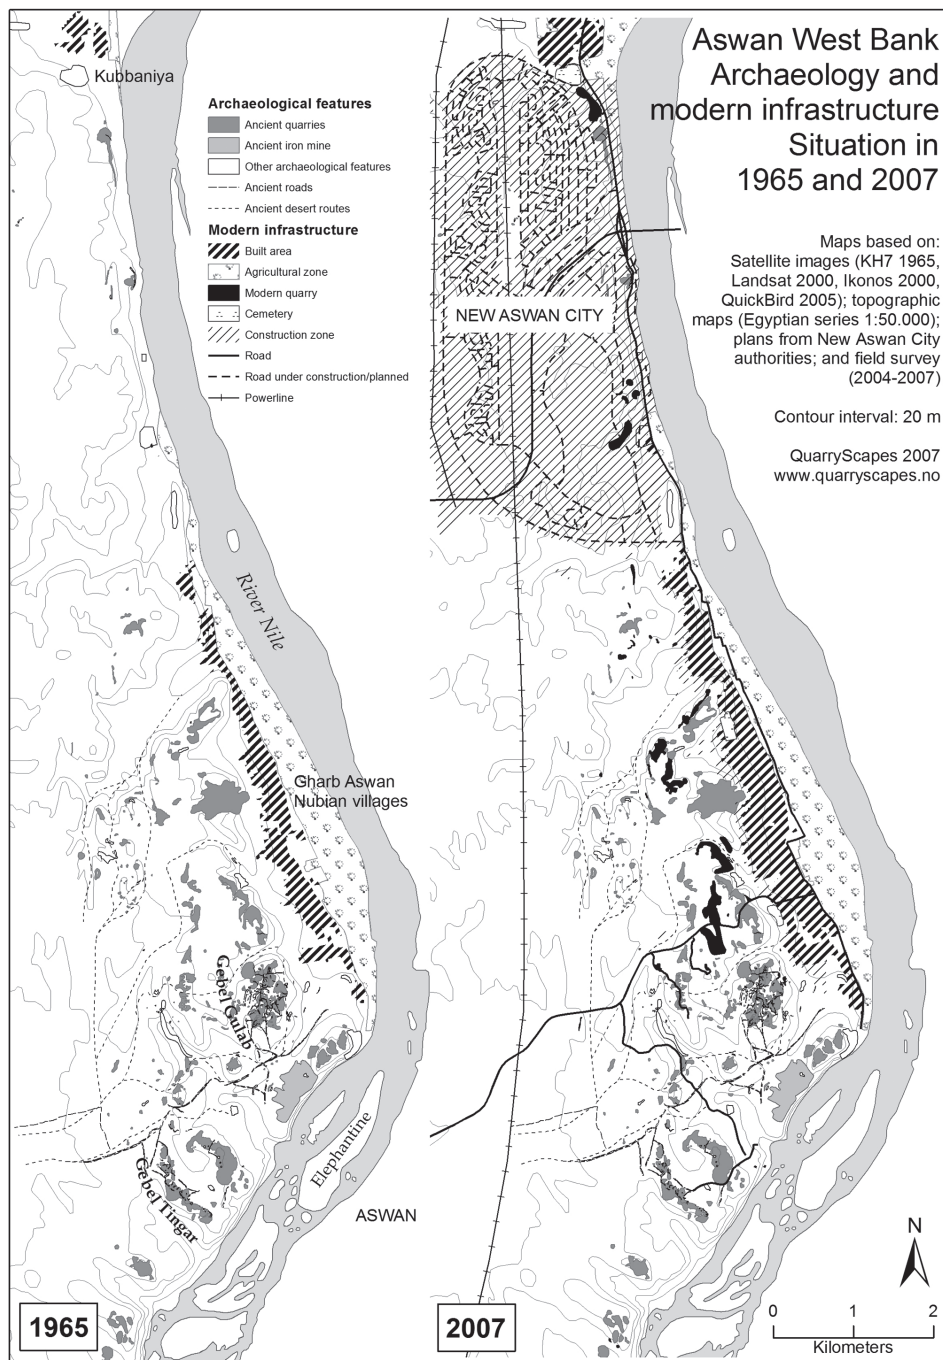 Aswan West Bank
Archaeology and
modern infrastructure
Situation in
1965 and 2007
Maps based on:
Satellite images (KH7 1965,
Landsat 2000, Ikonos 2000,
QuickBird 2005); topographic
maps (Egyptian series 1:50.000);
plans from New Aswan City
authorities; and field survey
(2004-2007)
Contour interval: 20 m
QuarryScapes 2007
www.quarryscapes.no
Kubbaniya
Archaeological features
Ancient quarries
Ancient iron mine
Other archaeological features
Ancient roads
Ancient desert routes
Modern infrastructure
Built area
Agricultural zone
Modern quarry
Cemetery
Construction zone
Road
Road under construction/planned
Powerline
NEW ASWAN CITY
River Nile
Gharb Aswan
Nubian villages
Gebel Gulab
Elephantine
Gebel Tingar
ASWAN
1965
2007
N
0 1 2
Kilometers